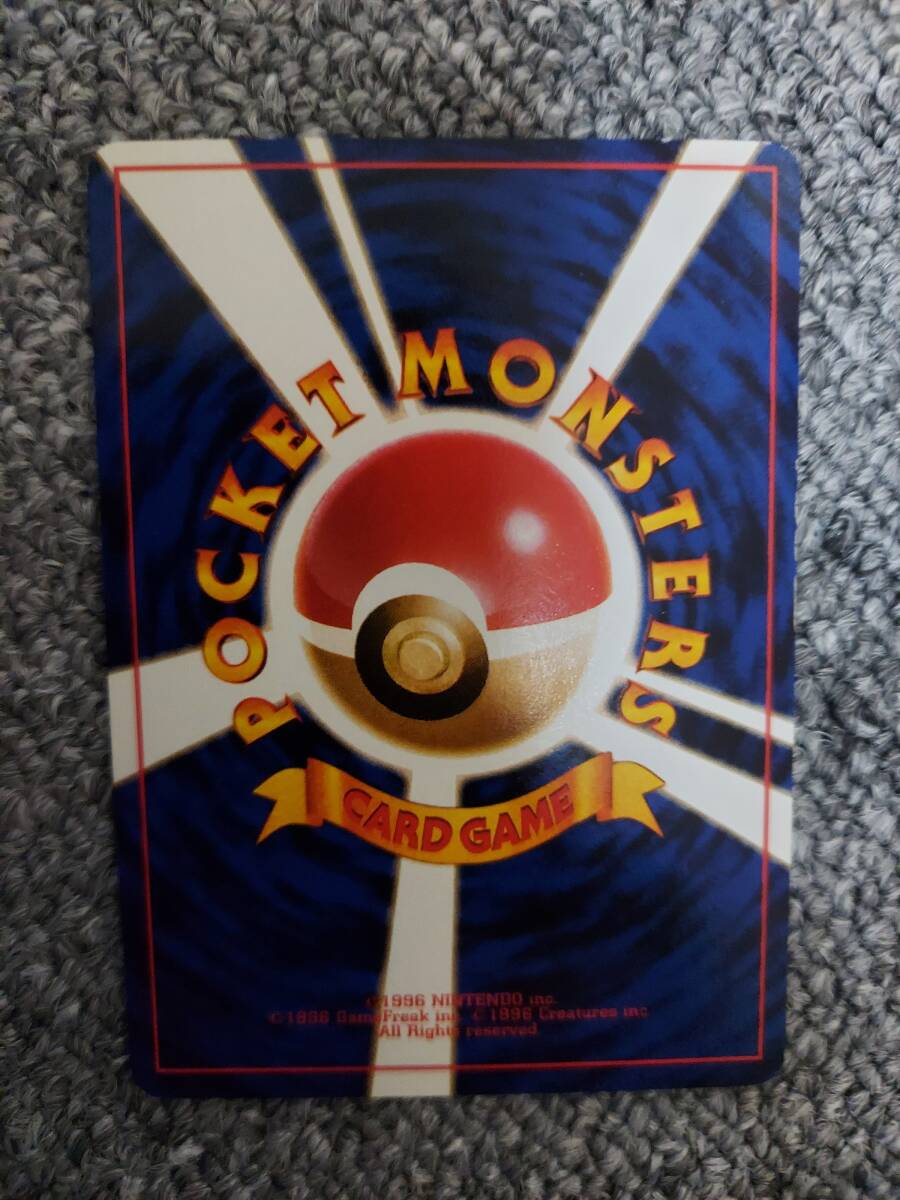 POCKET MONSTERS
CARD GAME
©1996 NINTENDO inc.
©1996 GameFreak inc. ©1996 Creatures inc
All Rights reserved.